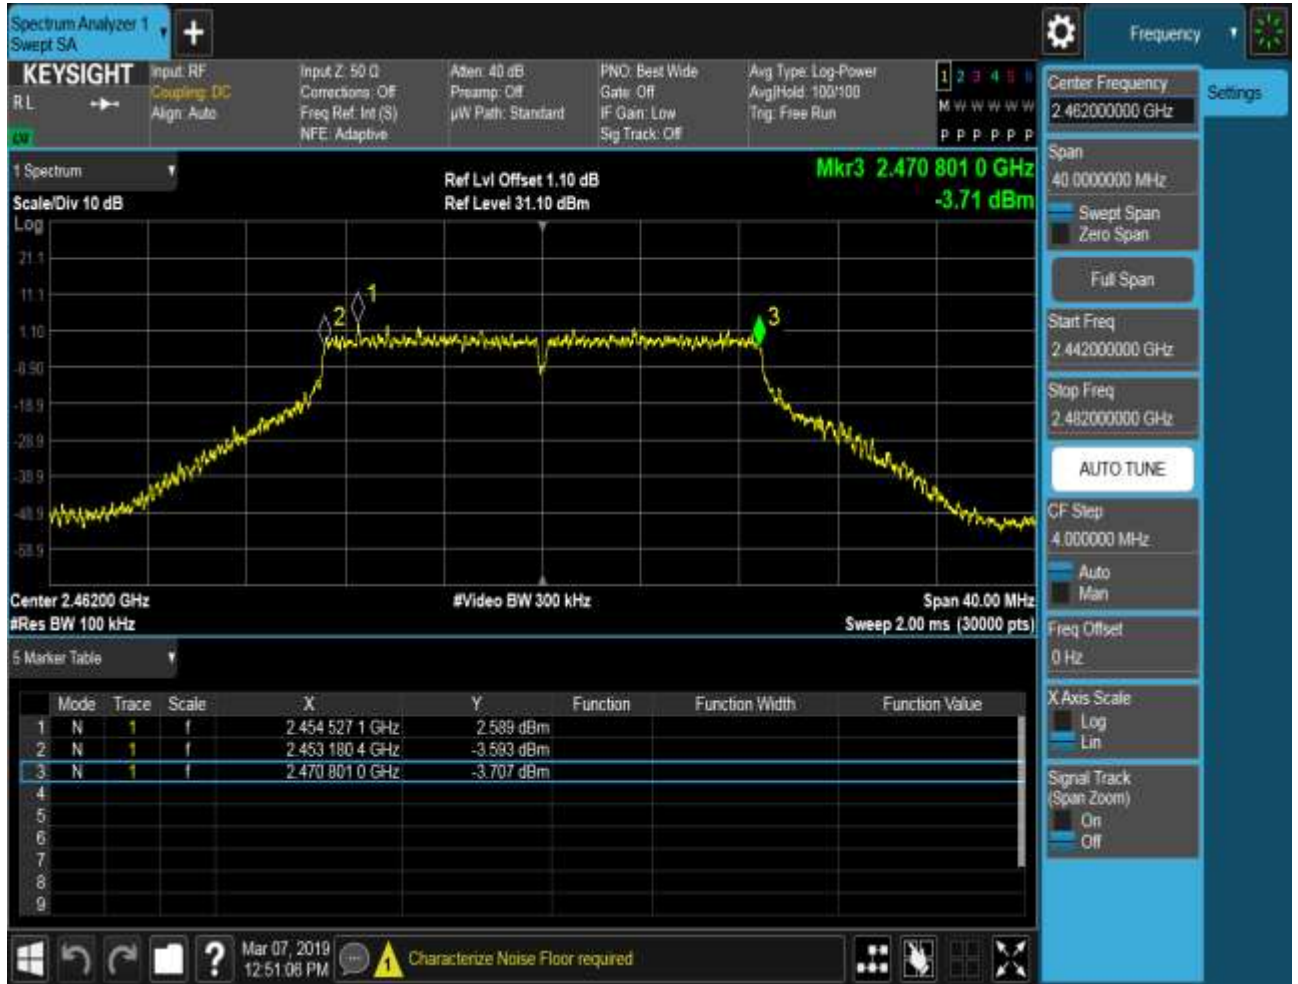 Spectrum Analyzer 1
Swept SA
+
Frequency
KEYSIGHT
RL
Input: RF
Coupling: DC
Align: Auto
Input Z: 50 Ω
Corrections: Off
Freq Ref: Int (S)
NFE: Adaptive
Atten: 40 dB
Preamp: Off
µW Path: Standard
PNO: Best Wide
Gate: Off
IF Gain: Low
Sig Track: Off
Avg Type: Log-Power
Avg|Hold: 100/100
Trig: Free Run
1 2 3 4 5 6
M W W W W W
P P P P P P
1 Spectrum
Scale/Div 10 dB
Ref Lvl Offset 1.10 dB
Ref Level 31.10 dBm
Mkr3 2.470 801 0 GHz
-3.71 dBm
Log
21.1
11.1
1.10
-8.90
-18.9
-28.9
-38.9
-48.9
-58.9
1
2
3
Center 2.46200 GHz
#Res BW 100 kHz
#Video BW 300 kHz
Span 40.00 MHz
Sweep 2.00 ms (30000 pts)
5 Marker Table
Mode Trace Scale X Y Function Function Width Function Value
1 N 1 f 2.454 527 1 GHz 2.589 dBm
2 N 1 f 2.453 180 4 GHz -3.593 dBm
3 N 1 f 2.470 801 0 GHz -3.707 dBm
4
5
6
7
8
9
Mar 07, 2019
12:51:06 PM
1
Characterize Noise Floor required
?
Center Frequency
2.462000000 GHz
Settings
Span
40.0000000 MHz
Swept Span
Zero Span
Full Span
Start Freq
2.442000000 GHz
Stop Freq
2.482000000 GHz
AUTO TUNE
CF Step
4.000000 MHz
Auto
Man
Freq Offset
0 Hz
X Axis Scale
Log
Lin
Signal Track
(Span Zoom)
On
Off